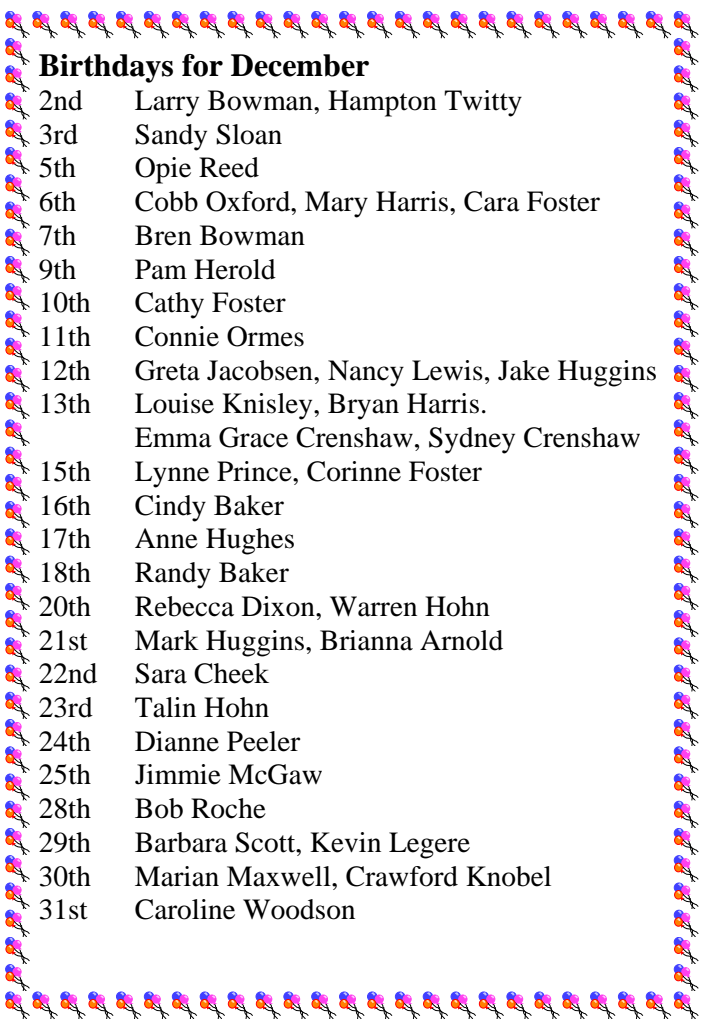 Birthdays for December
2nd Larry Bowman, Hampton Twitty
3rd Sandy Sloan
5th Opie Reed
6th Cobb Oxford, Mary Harris, Cara Foster
7th Bren Bowman
9th Pam Herold
10th Cathy Foster
11th Connie Ormes
12th Greta Jacobsen, Nancy Lewis, Jake Huggins
13th Louise Knisley, Bryan Harris.
Emma Grace Crenshaw, Sydney Crenshaw
15th Lynne Prince, Corinne Foster
16th Cindy Baker
17th Anne Hughes
18th Randy Baker
20th Rebecca Dixon, Warren Hohn
21st Mark Huggins, Brianna Arnold
22nd Sara Cheek
23rd Talin Hohn
24th Dianne Peeler
25th Jimmie McGaw
28th Bob Roche
29th Barbara Scott, Kevin Legere
30th Marian Maxwell, Crawford Knobel
31st Caroline Woodson